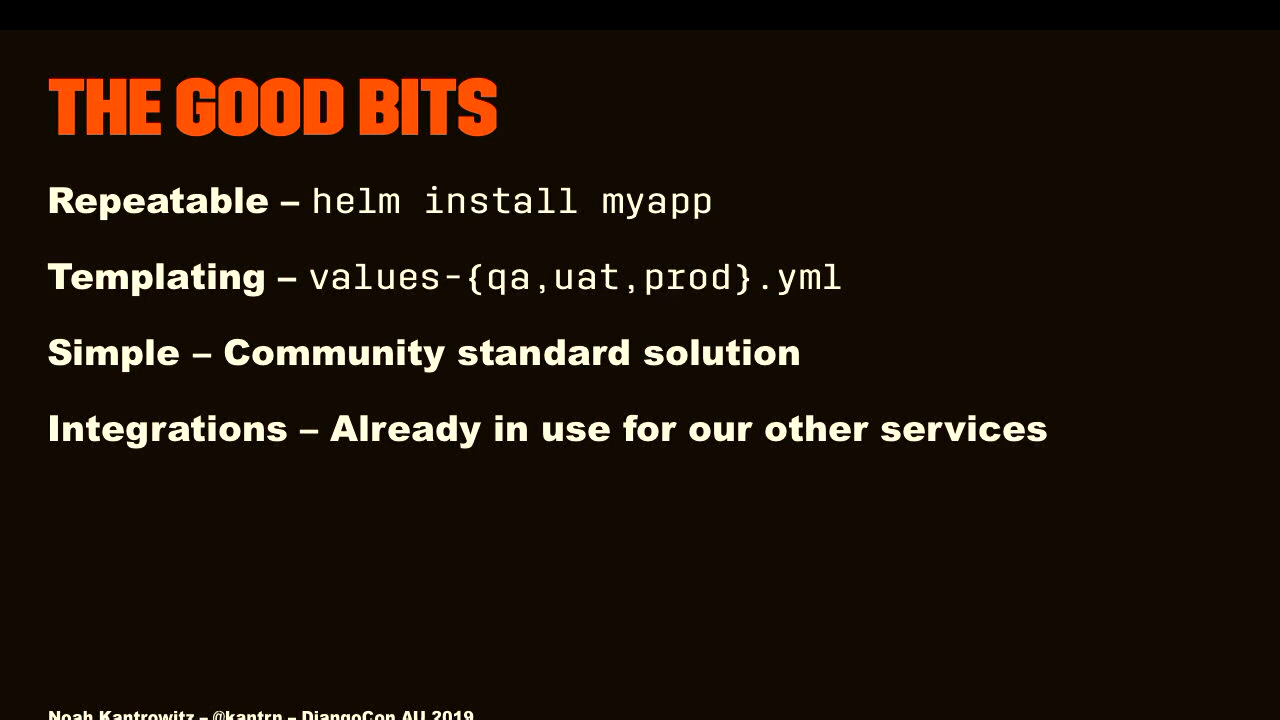 THE GOOD BITS
Repeatable – helm install myapp
Templating – values-{qa,uat,prod}.yml
Simple – Community standard solution
Integrations – Already in use for our other services
Noah Kantrowitz – @kantrn – DjangoCon AU 2019